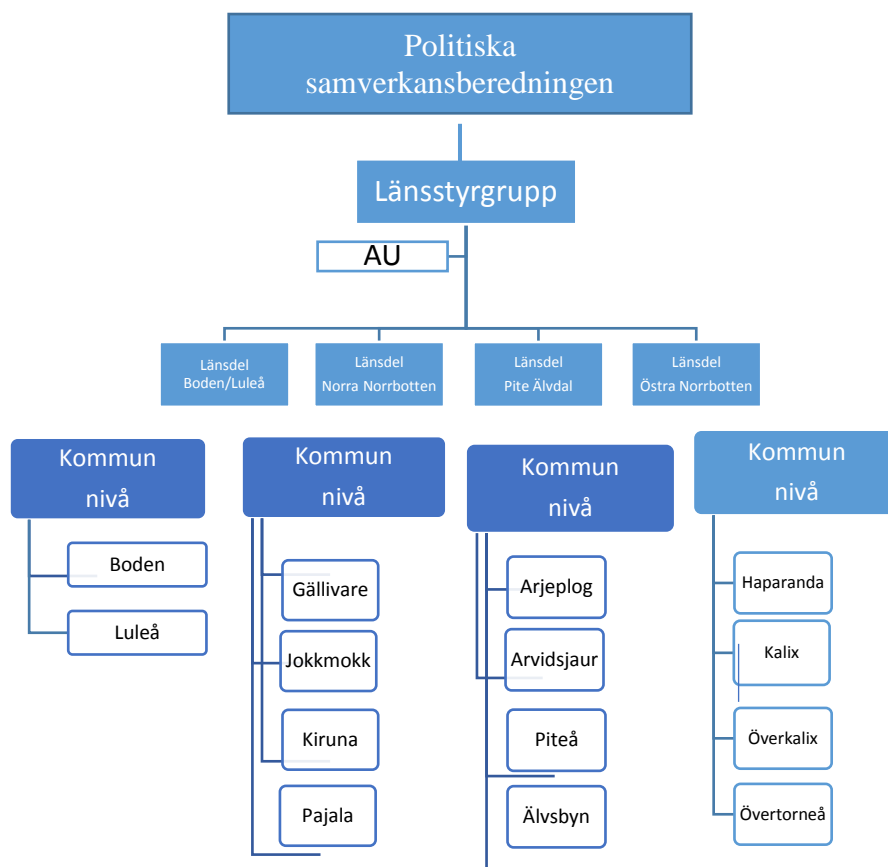 Politiska
samverkansberedningen
Länsstyrgrupp
AU
Länsdel
Boden/Luleå
Länsdel
Norra Norrbotten
Länsdel
Pite Älvdal
Länsdel
Östra Norrbotten
Kommun
nivå
Boden
Luleå
Kommun
nivå
Gällivare
Jokkmokk
Kiruna
Pajala
Kommun
nivå
Arjeplog
Arvidsjaur
Piteå
Älvsbyn
Kommun
nivå
Haparanda
Kalix
Överkalix
Övertorneå